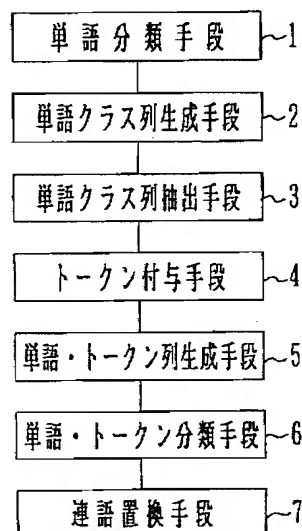 単語分類手段 ~1
単語クラス列生成手段 ~2
単語クラス列抽出手段 ~3
トークン付与手段 ~4
単語・トークン列生成手段 ~5
単語・トークン分類手段 ~6
連語置換手段 ~7